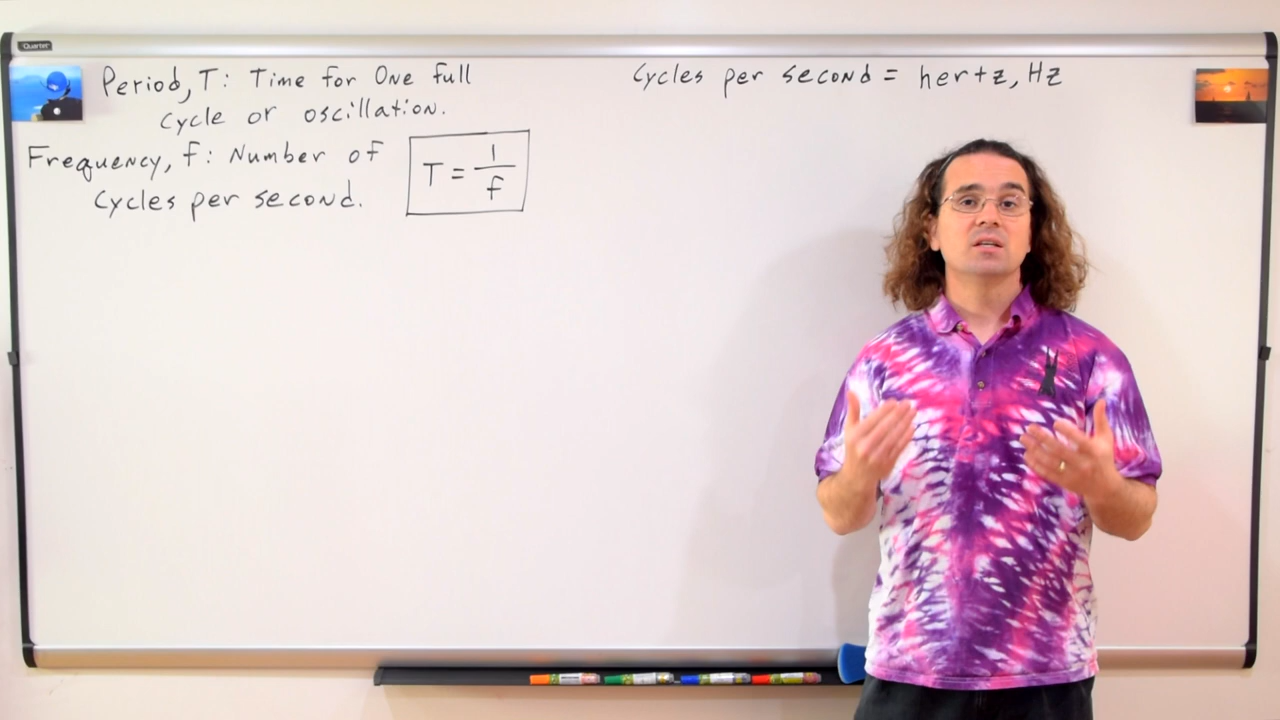 Quartet
Period, T: Time for One full
cycle or oscillation.
Frequency, f: Number of
cycles per second.
T = 1/f
cycles per second = hertz, Hz